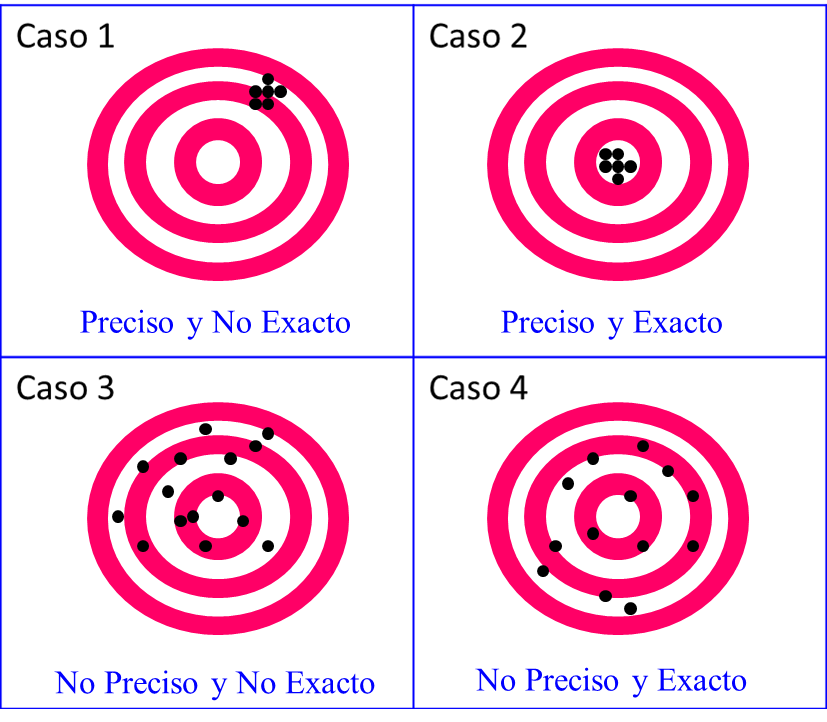 Caso 1
Preciso y No Exacto
Caso 2
Preciso y Exacto
Caso 3
No Preciso y No Exacto
Caso 4
No Preciso y Exacto